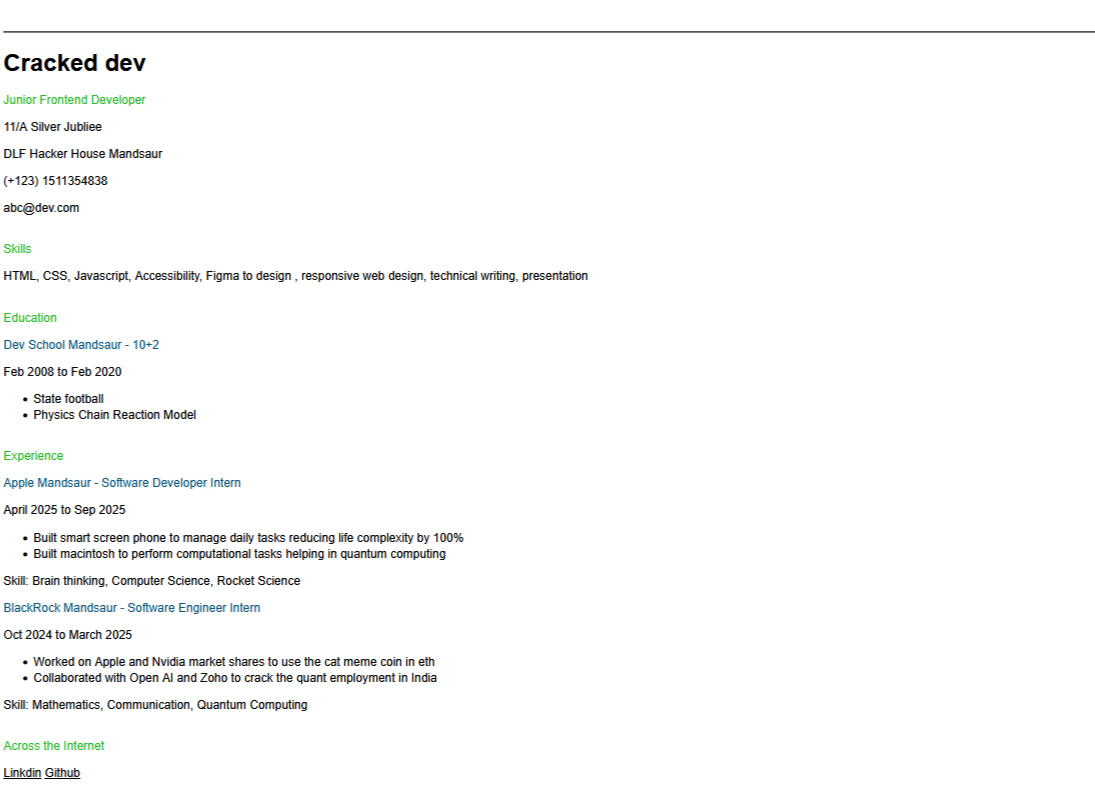 Cracked dev
Junior Frontend Developer
11/A Silver Jubliee
DLF Hacker House Mandsaur
(+123) 1511354838
abc@dev.com
Skills
HTML, CSS, Javascript, Accessibility, Figma to design , responsive web design, technical writing, presentation
Education
Dev School Mandsaur - 10+2
Feb 2008 to Feb 2020
• State football
• Physics Chain Reaction Model
Experience
Apple Mandsaur - Software Developer Intern
April 2025 to Sep 2025
• Built smart screen phone to manage daily tasks reducing life complexity by 100%
• Built macintosh to perform computational tasks helping in quantum computing
Skill: Brain thinking, Computer Science, Rocket Science
BlackRock Mandsaur - Software Engineer Intern
Oct 2024 to March 2025
• Worked on Apple and Nvidia market shares to use the cat meme coin in eth
• Collaborated with Open AI and Zoho to crack the quant employment in India
Skill: Mathematics, Communication, Quantum Computing
Across the Internet
Linkdin Github